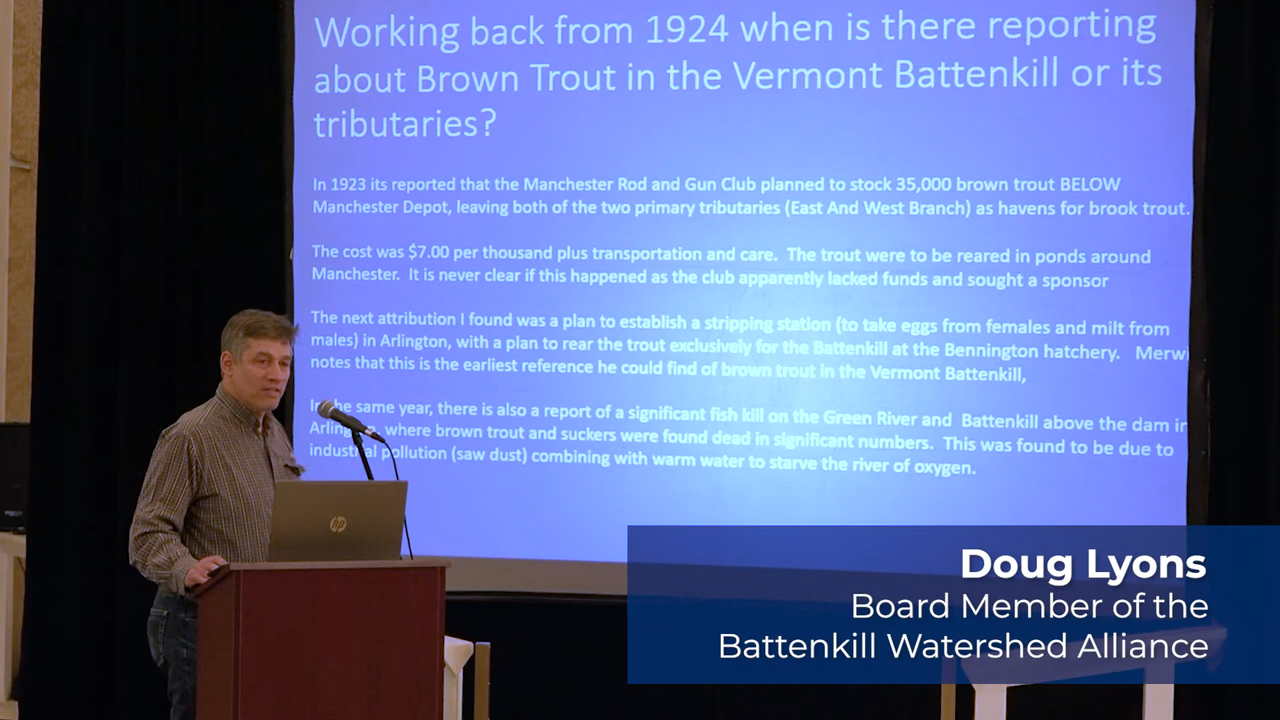 Working back from 1924 when is there reporting
about Brown Trout in the Vermont Battenkill or its
tributaries?
In 1923 its reported that the Manchester Rod and Gun Club planned to stock 35,000 brown trout BELOW
Manchester Depot, leaving both of the two primary tributaries (East And West Branch) as havens for brook trout.
The cost was $7.00 per thousand plus transportation and care. The trout were to be reared in ponds around
Manchester. It is never clear if this happened as the club apparently lacked funds and sought a sponsor
The next attribution I found was a plan to establish a stripping station (to take eggs from females and milt from
males) in Arlington, with a plan to rear the trout exclusively for the Battenkill at the Bennington hatchery. Merwi
notes that this is the earliest reference he could find of brown trout in the Vermont Battenkill,
In the same year, there is also a report of a significant fish kill on the Green River and Battenkill above the dam in
Arlington, where brown trout and suckers were found dead in significant numbers. This was found to be due to
industrial pollution (saw dust) combining with warm water to starve the river of oxygen.
hp
Doug Lyons
Board Member of the
Battenkill Watershed Alliance